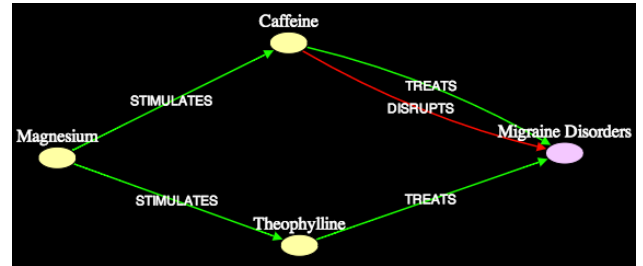 Caffeine
TREATS
STIMULATES
DISRUPTS
Magnesium
Migraine Disorders
STIMULATES
TREATS
Theophylline